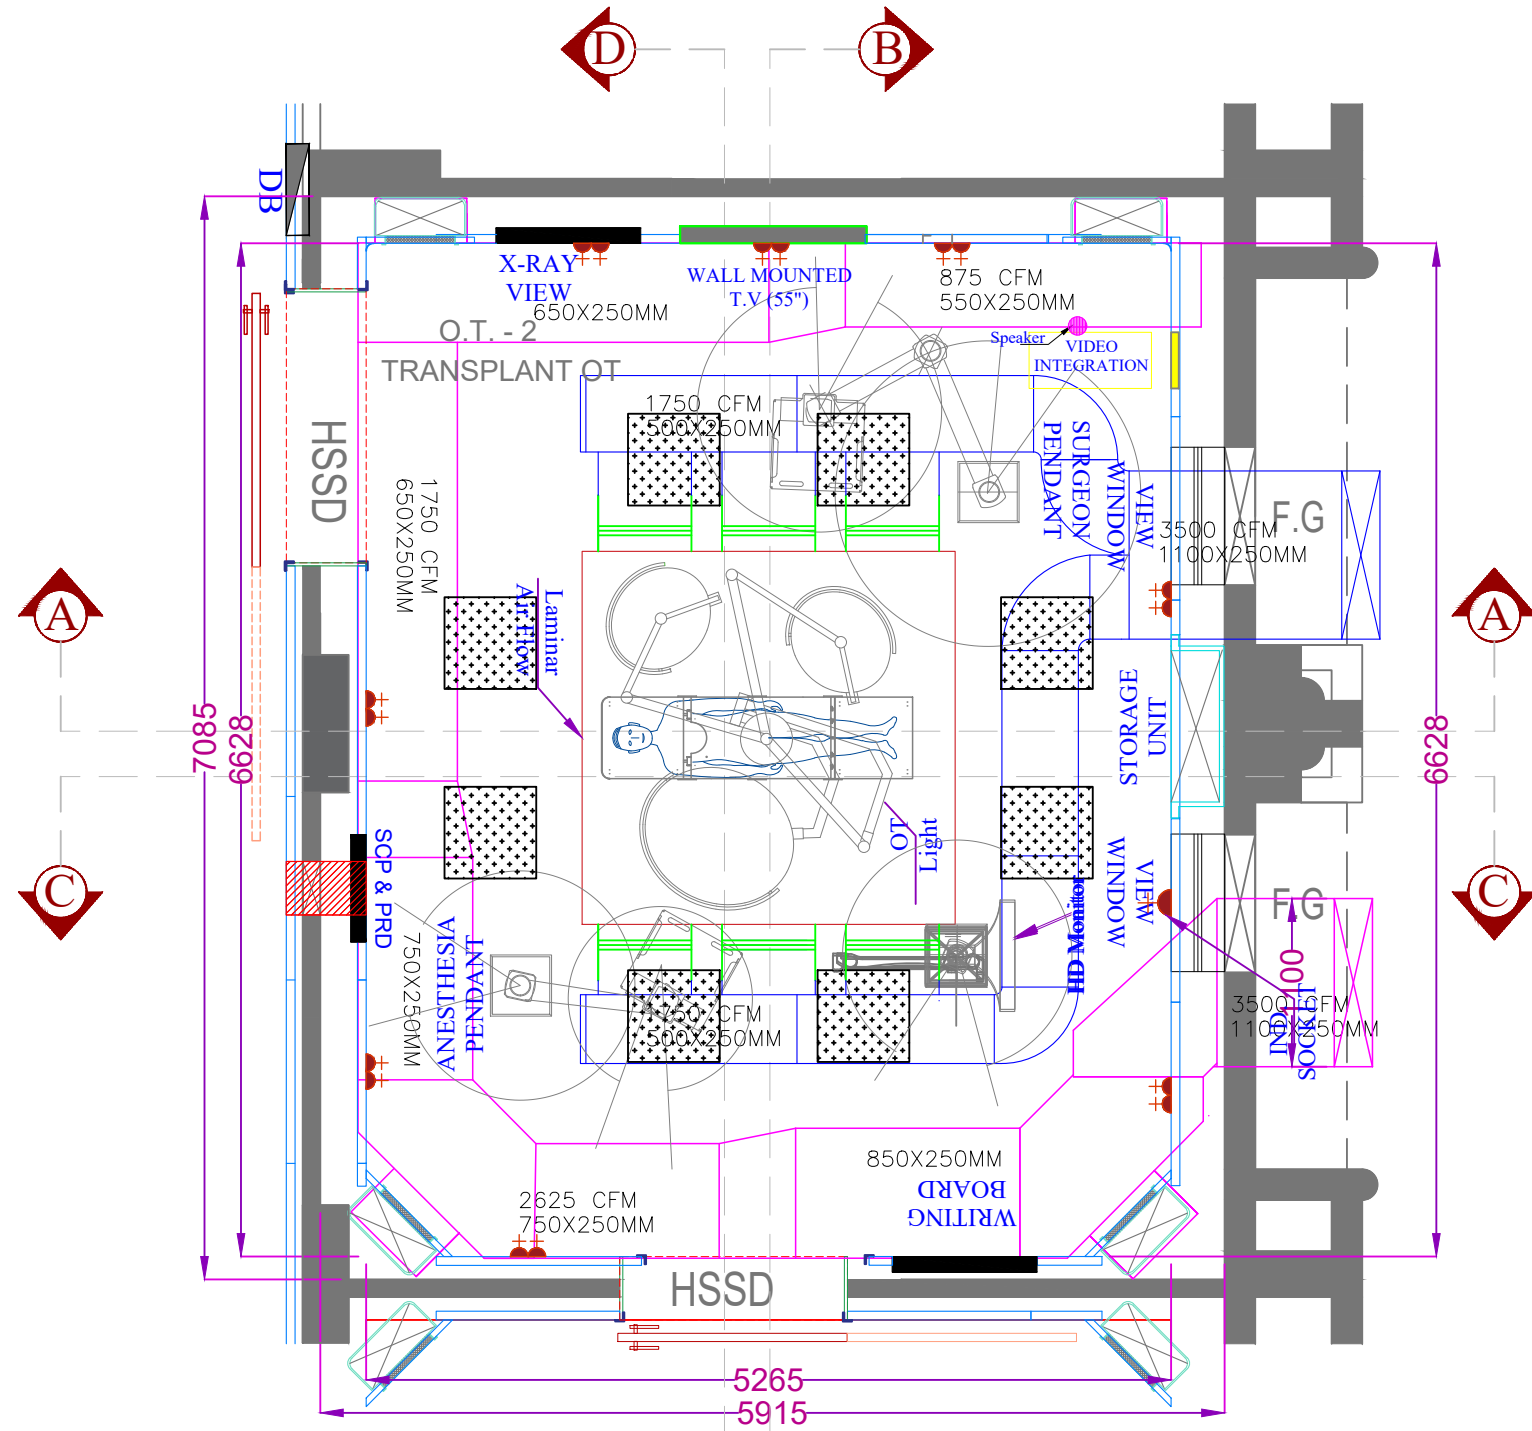 D
B
DB
X-RAY
VIEW
650X250MM
WALL MOUNTED
T.V (55")
875 CFM
550X250MM
Speaker
VIDEO
INTEGRATION
O.T. - 2
TRANSPLANT OT
HSSD
1750 CFM
500X250MM
1750 CFM
650X250MM
SURGEON
PENDANT
VIEW
WINDOW
F.G
3500 CFM
1100X250MM
A
A
Laminar
Air Flow
7085
6628
6628
STORAGE
UNIT
OT
Light
SCP & PRD
VIEW
WINDOW
C
C
F.G
750X250MM
ANESTHESIA
PENDANT
HD Monitor
1100
1750 CFM
500X250MM
3500 CFM
1100X250MM
IND.
SOCKET
850X250MM
WRITING
BOARD
2625 CFM
750X250MM
HSSD
5265
5915